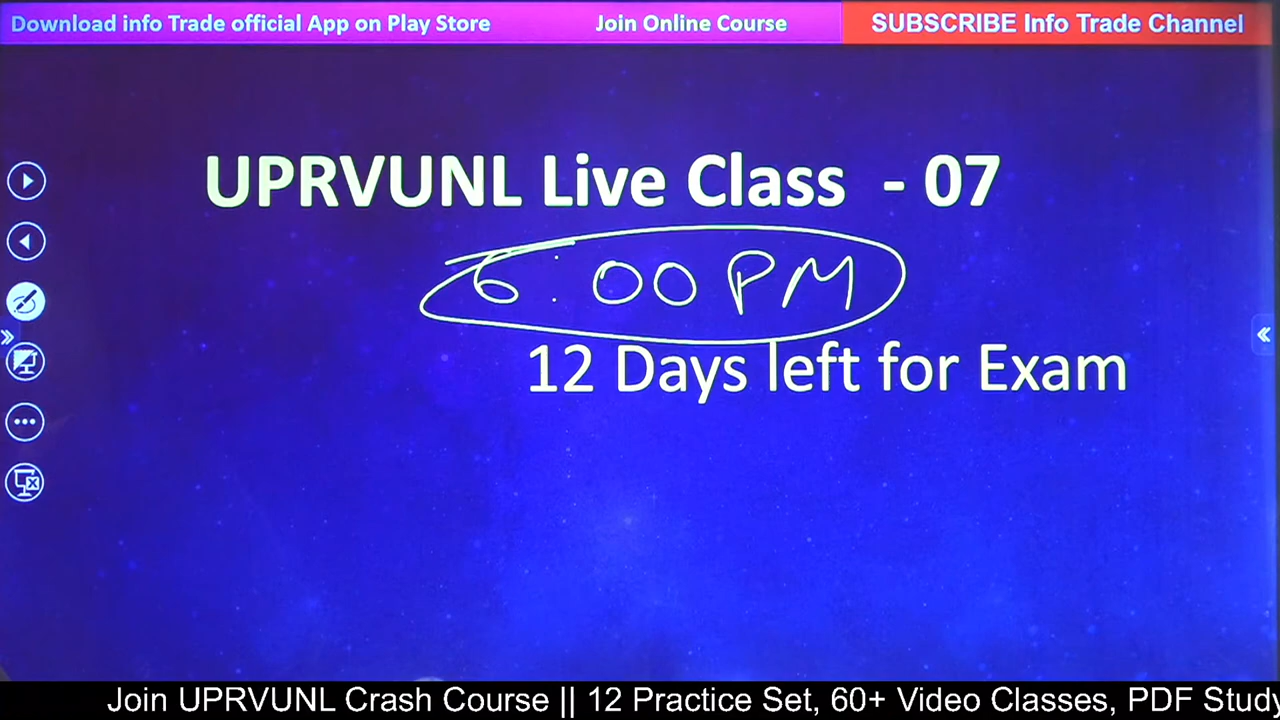 Download info Trade official App on Play Store
Join Online Course
SUBSCRIBE Info Trade Channel
UPRVUNL Live Class - 07
6:00 PM
12 Days left for Exam
Join UPRVUNL Crash Course || 12 Practice Set, 60+ Video Classes, PDF Study